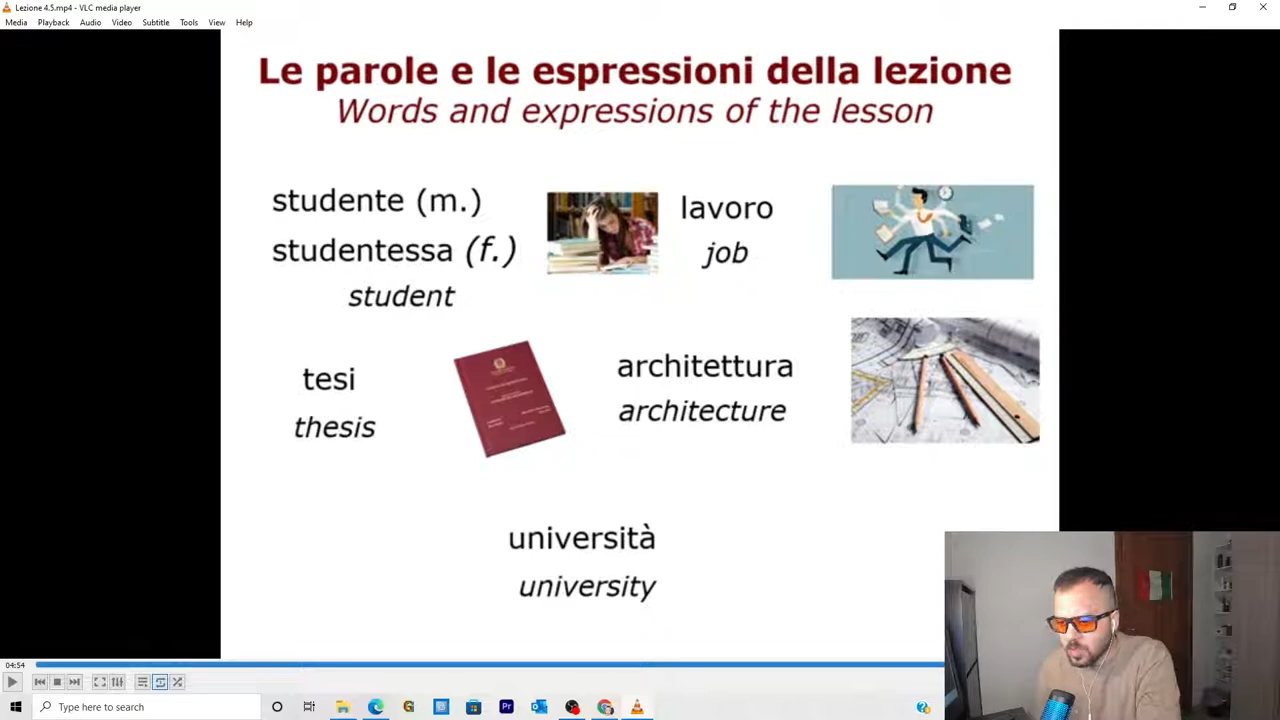 Lezione 4.5.mp4 - VLC media player
Media Playback Audio Video Subtitle Tools View Help
Le parole e le espressioni della lezione
Words and expressions of the lesson
studente (m.)
studentessa (f.)
student
lavoro
job
tesi
thesis
architettura
architecture
università
university
04:54
Type here to search